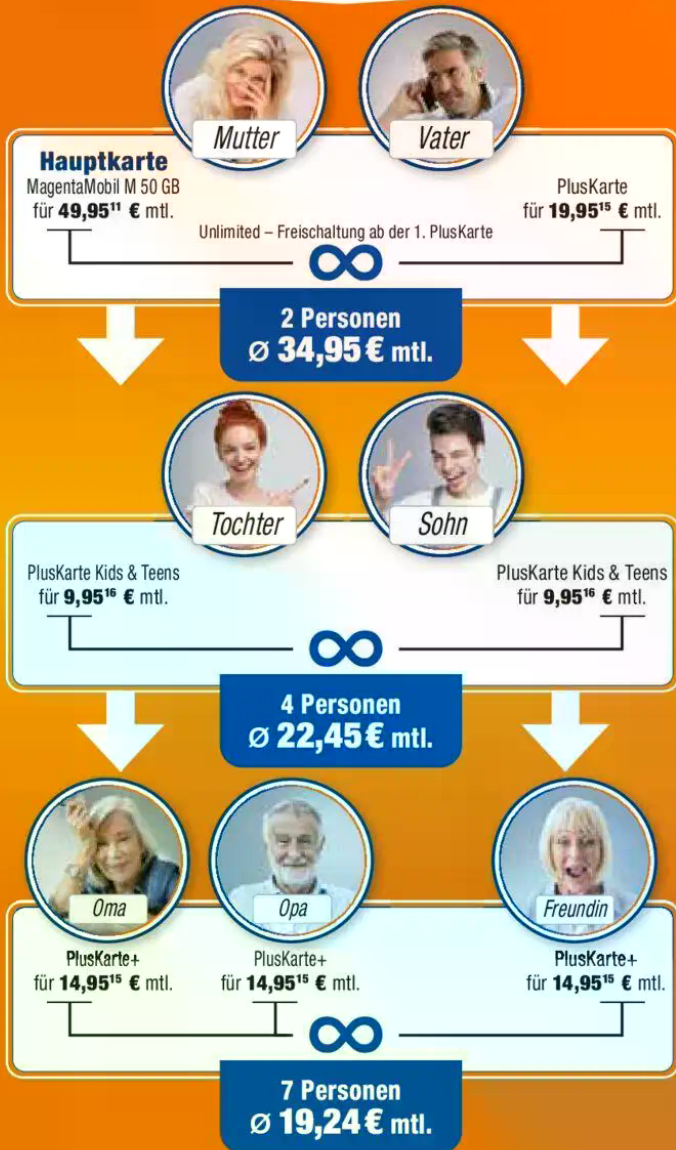 Mutter
Vater
Hauptkarte
MagentaMobil M 50 GB
für 49,95¹¹ € mtl.
PlusKarte
für 19,95¹⁵ € mtl.
Unlimited – Freischaltung ab der 1. PlusKarte
2 Personen
Ø 34,95 € mtl.
Tochter
Sohn
PlusKarte Kids & Teens
für 9,95¹⁶ € mtl.
PlusKarte Kids & Teens
für 9,95¹⁶ € mtl.
4 Personen
Ø 22,45 € mtl.
Oma
Opa
Freundin
PlusKarte+
für 14,95¹⁵ € mtl.
PlusKarte+
für 14,95¹⁵ € mtl.
PlusKarte+
für 14,95¹⁵ € mtl.
7 Personen
Ø 19,24 € mtl.